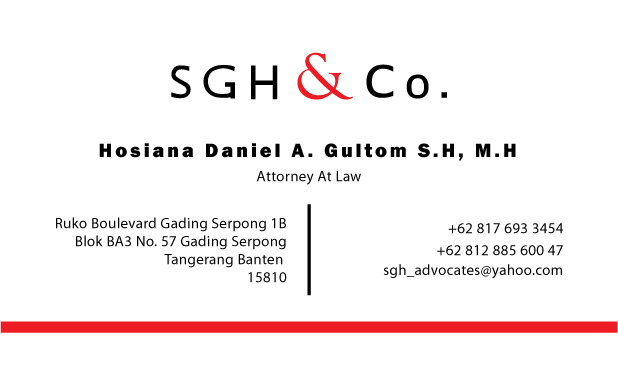 SGH & Co.
Hosiana Daniel A. Gultom S.H, M.H
Attorney At Law
Ruko Boulevard Gading Serpong 1B
Blok BA3 No. 57 Gading Serpong
Tangerang Banten
15810
+62 817 693 3454
+62 812 885 600 47
sgh_advocates@yahoo.com